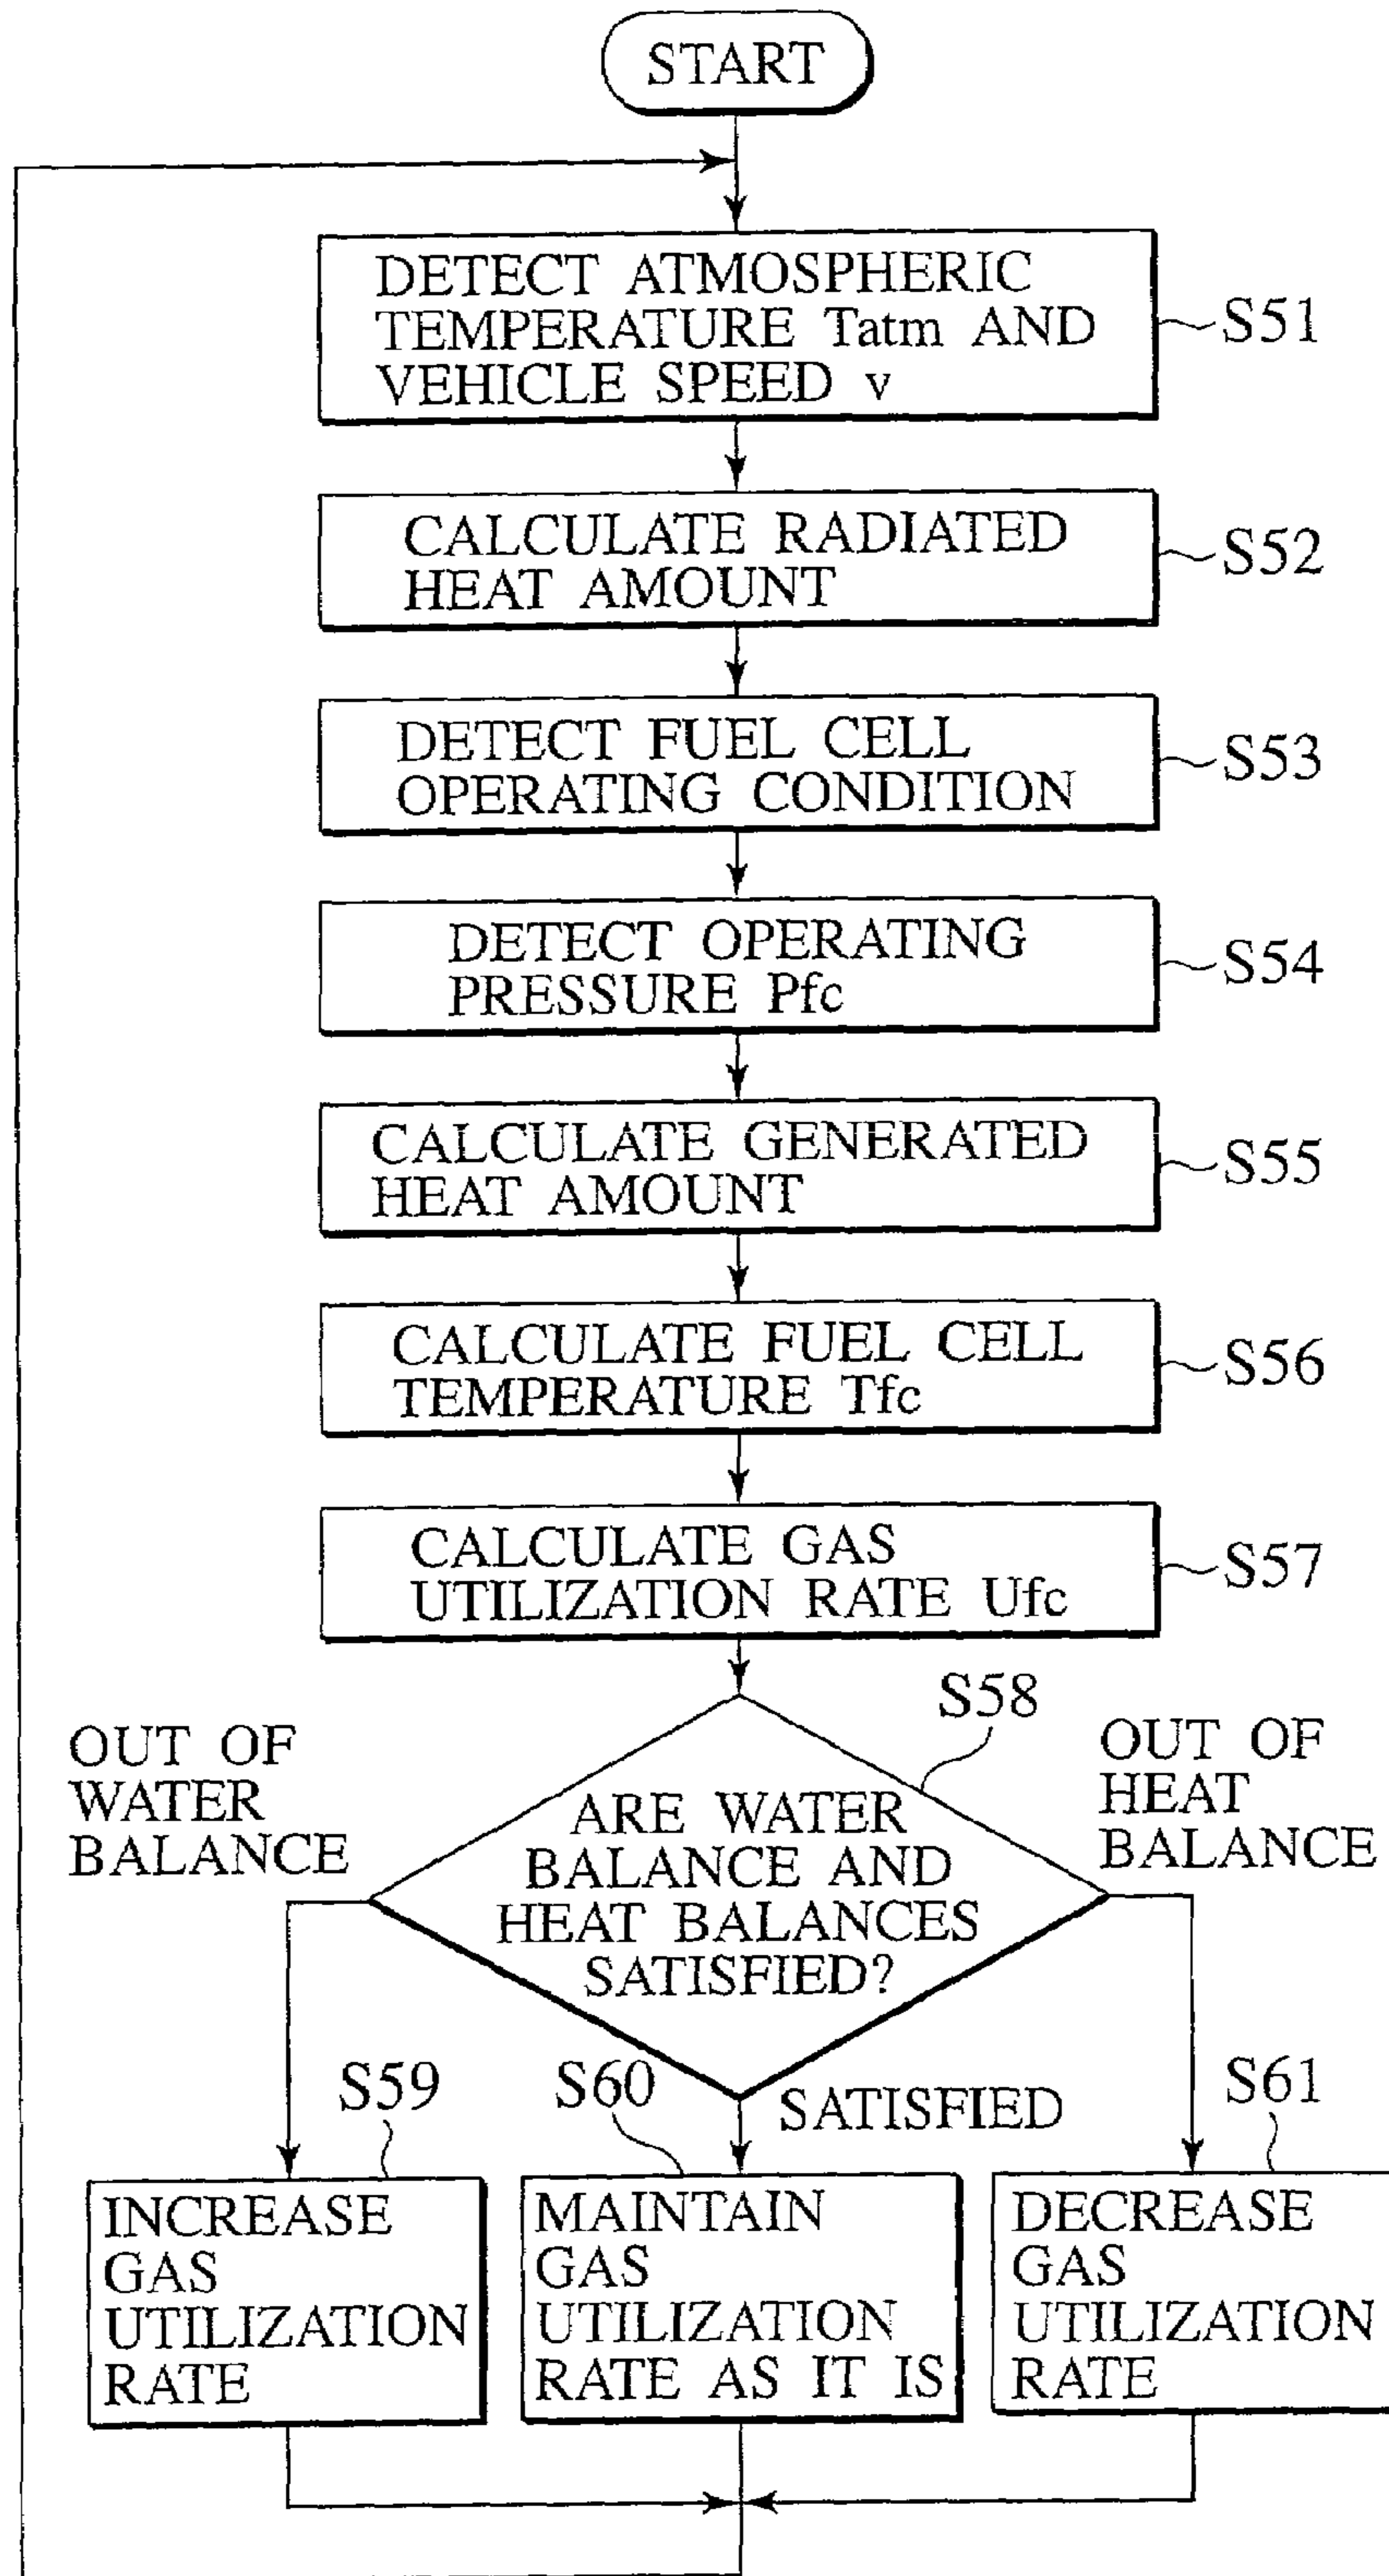 START
DETECT ATMOSPHERIC
TEMPERATURE Tatm AND
VEHICLE SPEED v
S51
CALCULATE RADIATED
HEAT AMOUNT
S52
DETECT FUEL CELL
OPERATING CONDITION
S53
DETECT OPERATING
PRESSURE Pfc
S54
CALCULATE GENERATED
HEAT AMOUNT
S55
CALCULATE FUEL CELL
TEMPERATURE Tfc
S56
CALCULATE GAS
UTILIZATION RATE Ufc
S57
S58
OUT OF
WATER
BALANCE
ARE WATER
BALANCE AND
HEAT BALANCES
SATISFIED?
OUT OF
HEAT
BALANCE
S59
S60
SATISFIED
S61
INCREASE
GAS
UTILIZATION
RATE
MAINTAIN
GAS
UTILIZATION
RATE AS IT IS
DECREASE
GAS
UTILIZATION
RATE